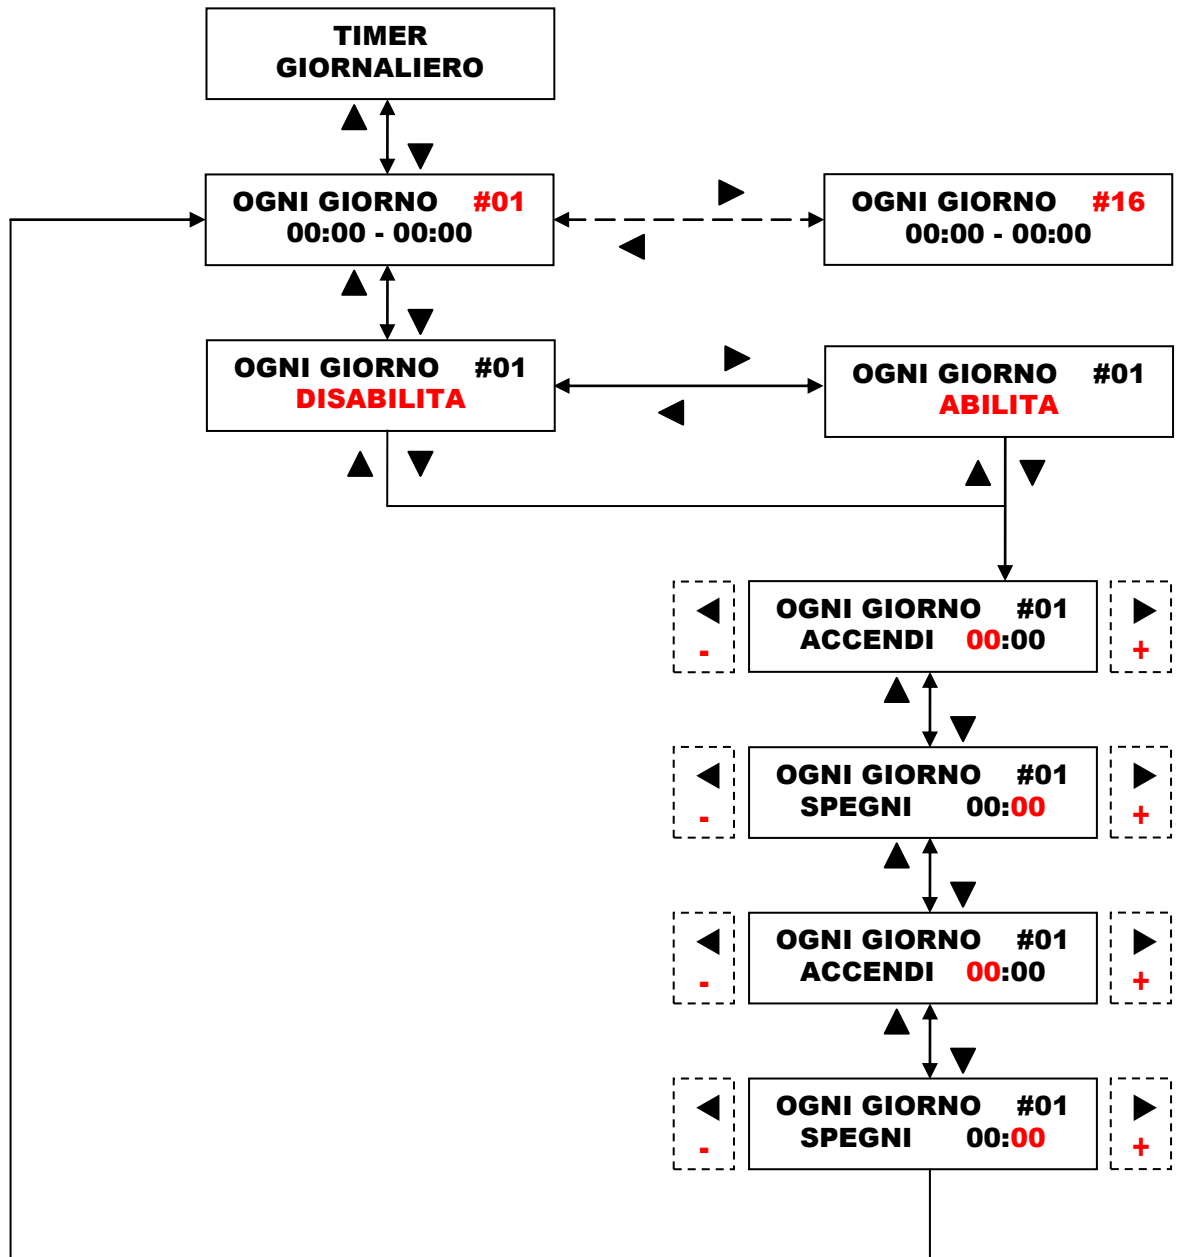 TIMER
GIORNALIERO
OGNI GIORNO #01
00:00 - 00:00
OGNI GIORNO #16
00:00 - 00:00
OGNI GIORNO #01
DISABILITA
OGNI GIORNO #01
ABILITA
OGNI GIORNO #01
ACCENDI 00:00
-
+
OGNI GIORNO #01
SPEGNI 00:00
-
+
OGNI GIORNO #01
ACCENDI 00:00
-
+
OGNI GIORNO #01
SPEGNI 00:00
-
+